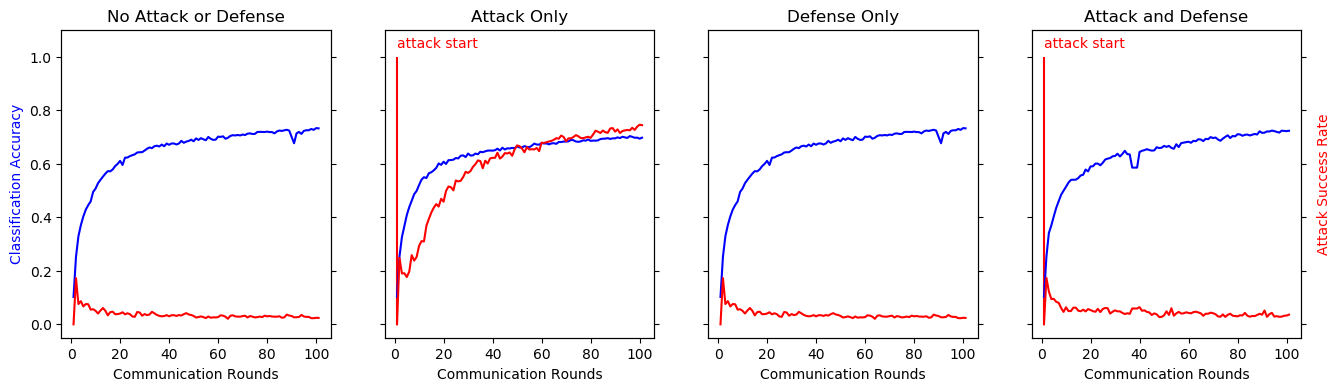 No Attack or Defense
Attack Only
Defense Only
Attack and Defense
attack start
attack start
1.0
0.8
0.6
0.4
0.2
0.0
Classification Accuracy
Attack Success Rate
0 20 40 60 80 100
0 20 40 60 80 100
0 20 40 60 80 100
0 20 40 60 80 100
Communication Rounds
Communication Rounds
Communication Rounds
Communication Rounds